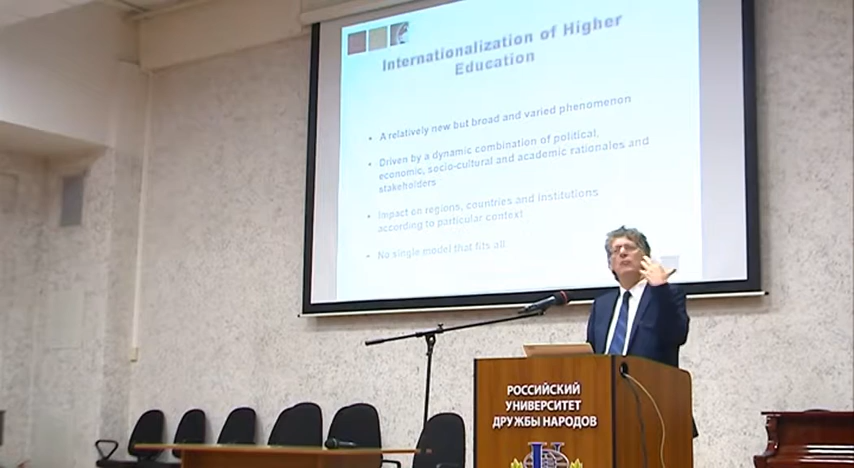 Internationalization of Higher
Education
• A relatively new but broad and varied phenomenon
• Driven by a dynamic combination of political,
economic, socio-cultural and academic rationales and
stakeholders
• Impact on regions, countries and institutions
according to particular context
• No single model that fits all
РОССИЙСКИЙ
УНИВЕРСИТЕТ
ДРУЖБЫ НАРОДОВ